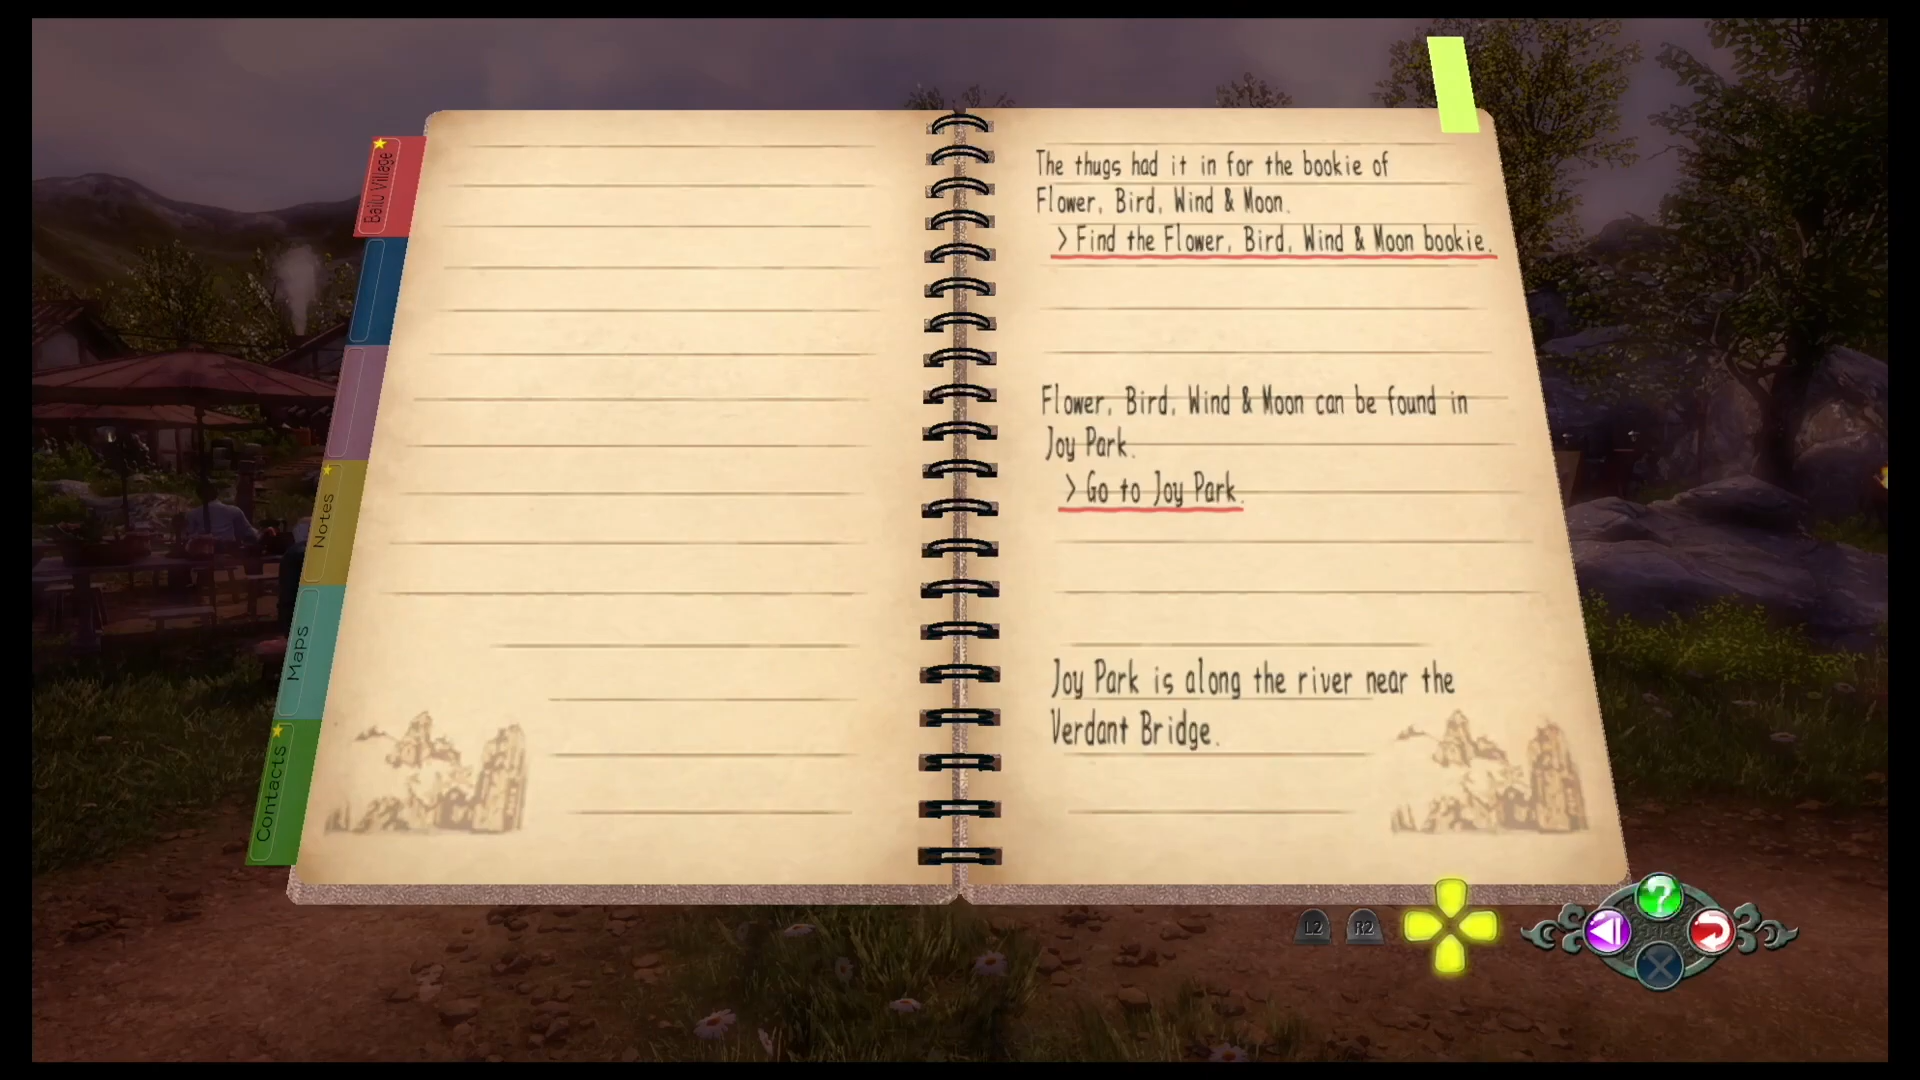 Bailu Village
Notes
Maps
Contacts
The thugs had it in for the bookie of
Flower, Bird, Wind & Moon.
> Find the Flower, Bird, Wind & Moon bookie.
Flower, Bird, Wind & Moon can be found in
Joy Park.
> Go to Joy Park.
Joy Park is along the river near the
Verdant Bridge.
L2 R2
?